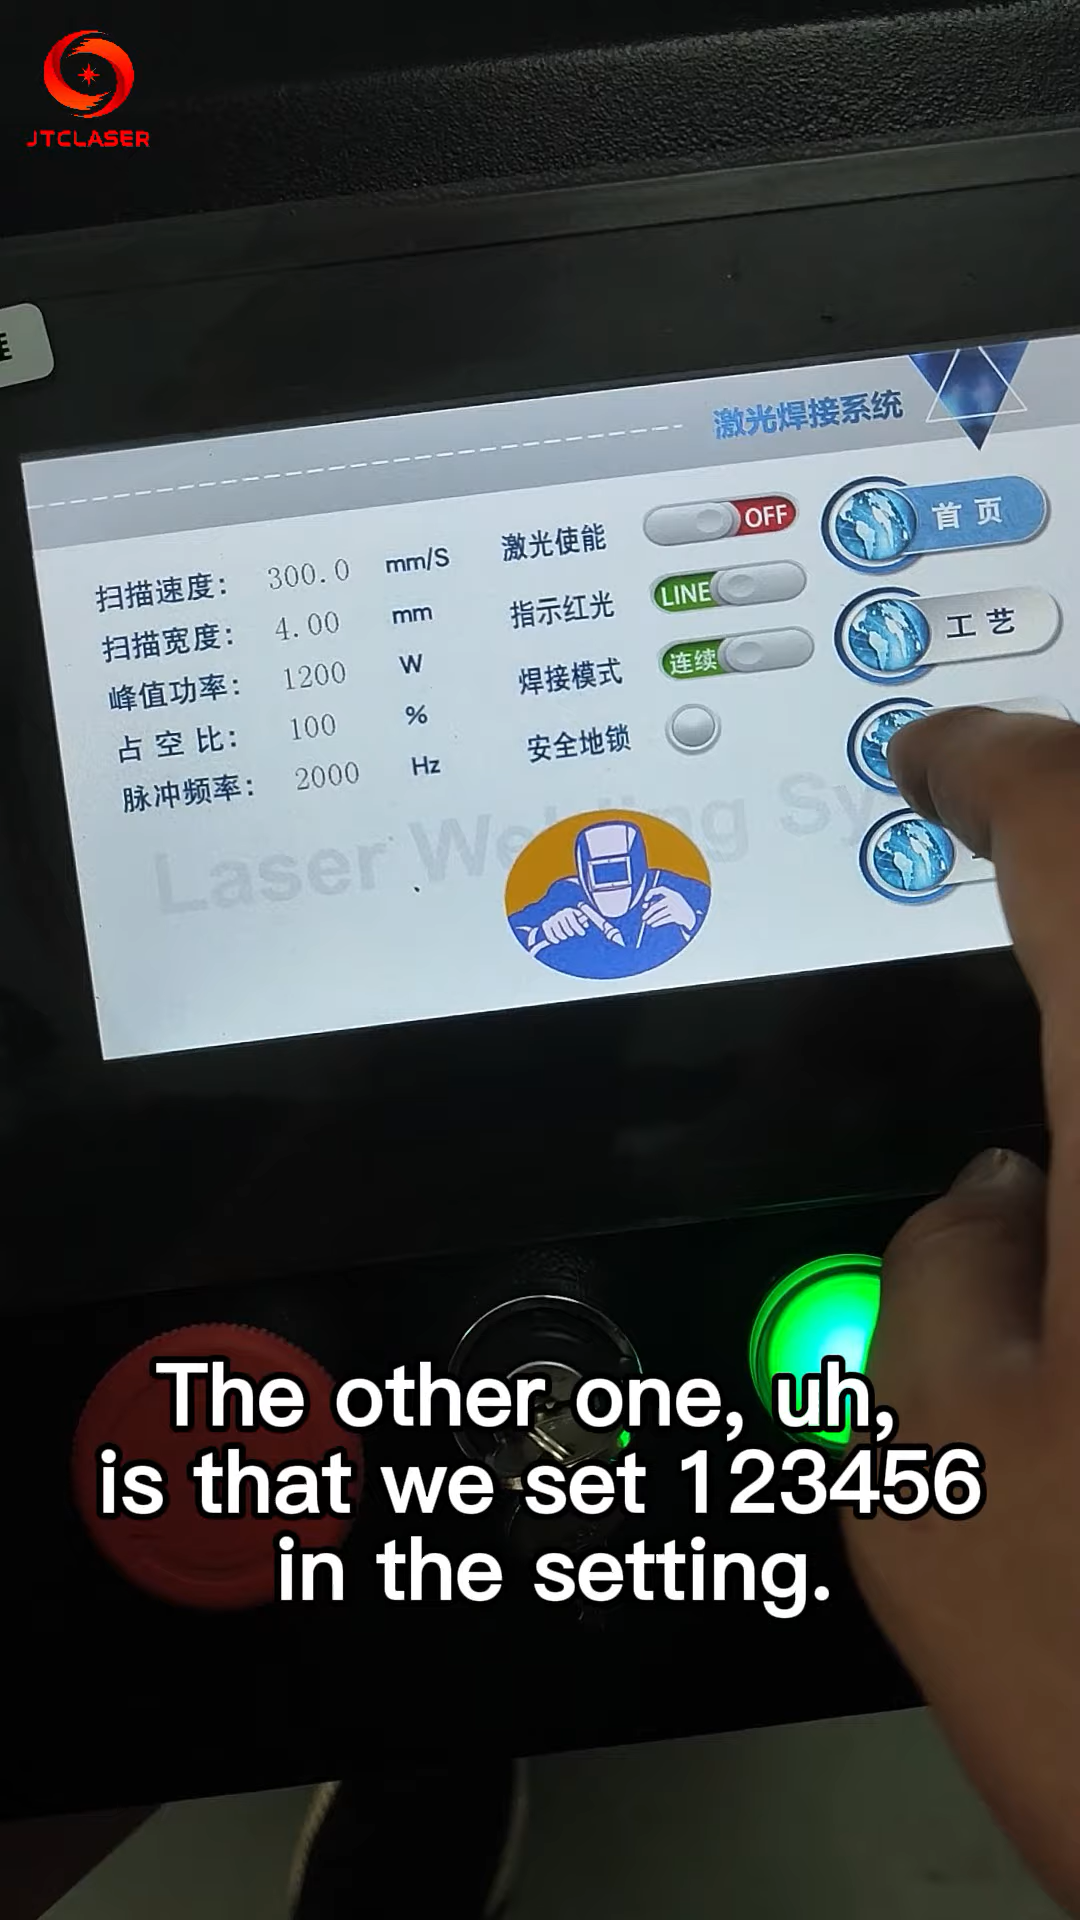 JTCLASER
激光焊接系统
扫描速度： 300.0 mm/S
扫描宽度： 4.00 mm
峰值功率： 1200 W
占空比： 100 %
脉冲频率： 2000 Hz
激光使能 OFF
指示红光 LINE
焊接模式 连续
安全地锁
首页
工艺
Laser We
ng Sy
The other one, uh,
is that we set 123456
in the setting.